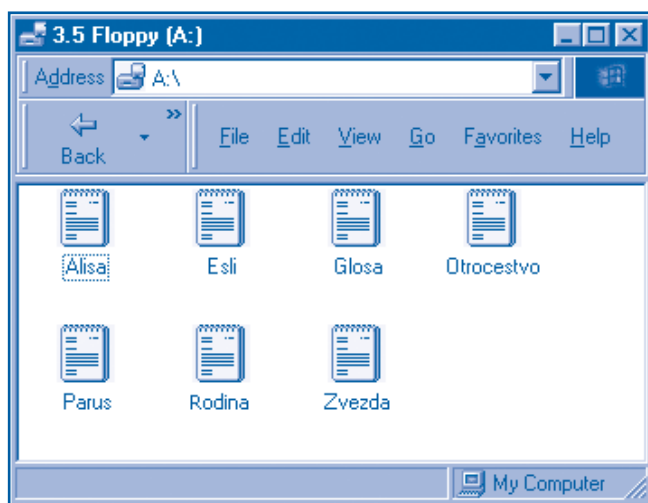 3.5 Floppy (A:)
Address A:\
Back » File Edit View Go Favorites Help
Alisa Esli Glosa Otrocestvo
Parus Rodina Zvezda
My Computer